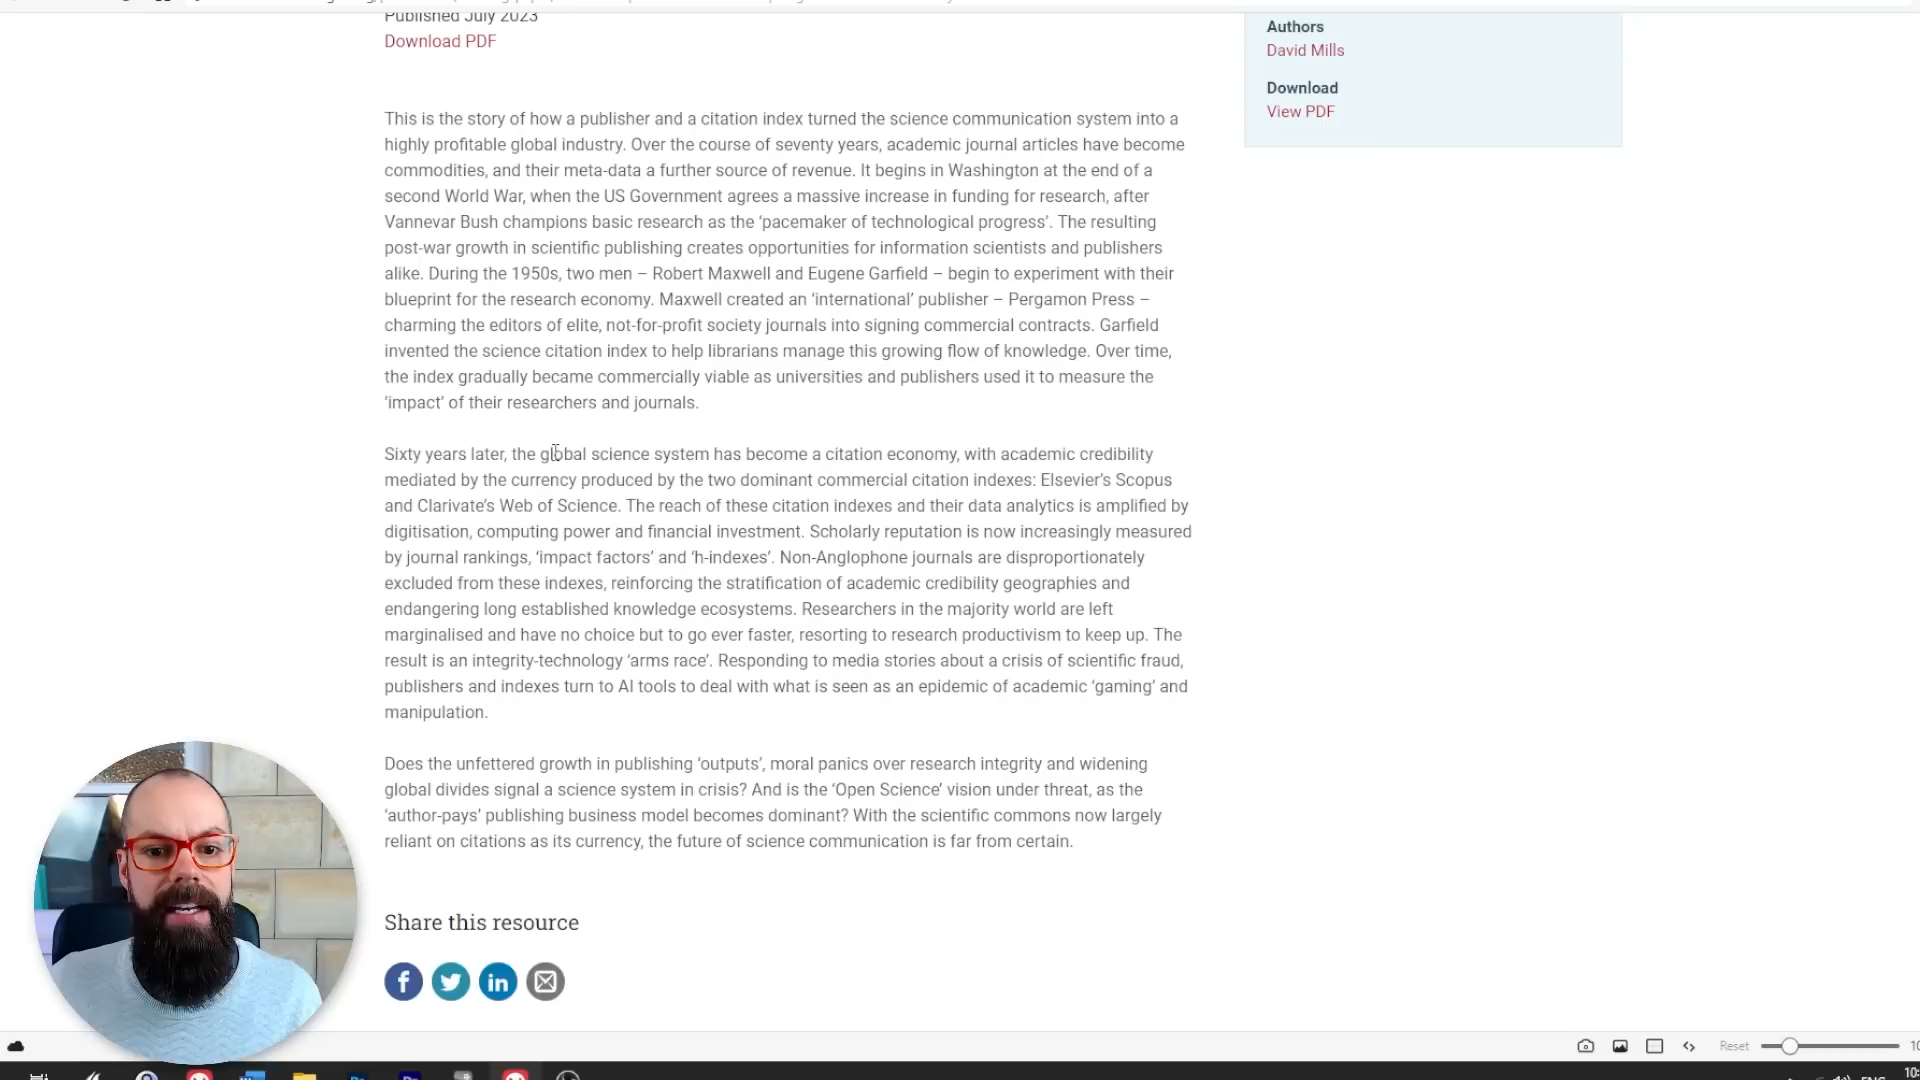 Published July 2023
Download PDF
Authors
David Mills
Download
View PDF
This is the story of how a publisher and a citation index turned the science communication system into a
highly profitable global industry. Over the course of seventy years, academic journal articles have become
commodities, and their meta-data a further source of revenue. It begins in Washington at the end of a
second World War, when the US Government agrees a massive increase in funding for research, after
Vannevar Bush champions basic research as the ‘pacemaker of technological progress’. The resulting
post-war growth in scientific publishing creates opportunities for information scientists and publishers
alike. During the 1950s, two men – Robert Maxwell and Eugene Garfield – begin to experiment with their
blueprint for the research economy. Maxwell created an ‘international’ publisher – Pergamon Press –
charming the editors of elite, not-for-profit society journals into signing commercial contracts. Garfield
invented the science citation index to help librarians manage this growing flow of knowledge. Over time,
the index gradually became commercially viable as universities and publishers used it to measure the
‘impact’ of their researchers and journals.
Sixty years later, the global science system has become a citation economy, with academic credibility
mediated by the currency produced by the two dominant commercial citation indexes: Elsevier’s Scopus
and Clarivate’s Web of Science. The reach of these citation indexes and their data analytics is amplified by
digitisation, computing power and financial investment. Scholarly reputation is now increasingly measured
by journal rankings, ‘impact factors’ and ‘h-indexes’. Non-Anglophone journals are disproportionately
excluded from these indexes, reinforcing the stratification of academic credibility geographies and
endangering long established knowledge ecosystems. Researchers in the majority world are left
marginalised and have no choice but to go ever faster, resorting to research productivism to keep up. The
result is an integrity-technology ‘arms race’. Responding to media stories about a crisis of scientific fraud,
publishers and indexes turn to AI tools to deal with what is seen as an epidemic of academic ‘gaming’ and
manipulation.
Does the unfettered growth in publishing ‘outputs’, moral panics over research integrity and widening
global divides signal a science system in crisis? And is the ‘Open Science’ vision under threat, as the
‘author-pays’ publishing business model becomes dominant? With the scientific commons now largely
reliant on citations as its currency, the future of science communication is far from certain.
Share this resource
Reset